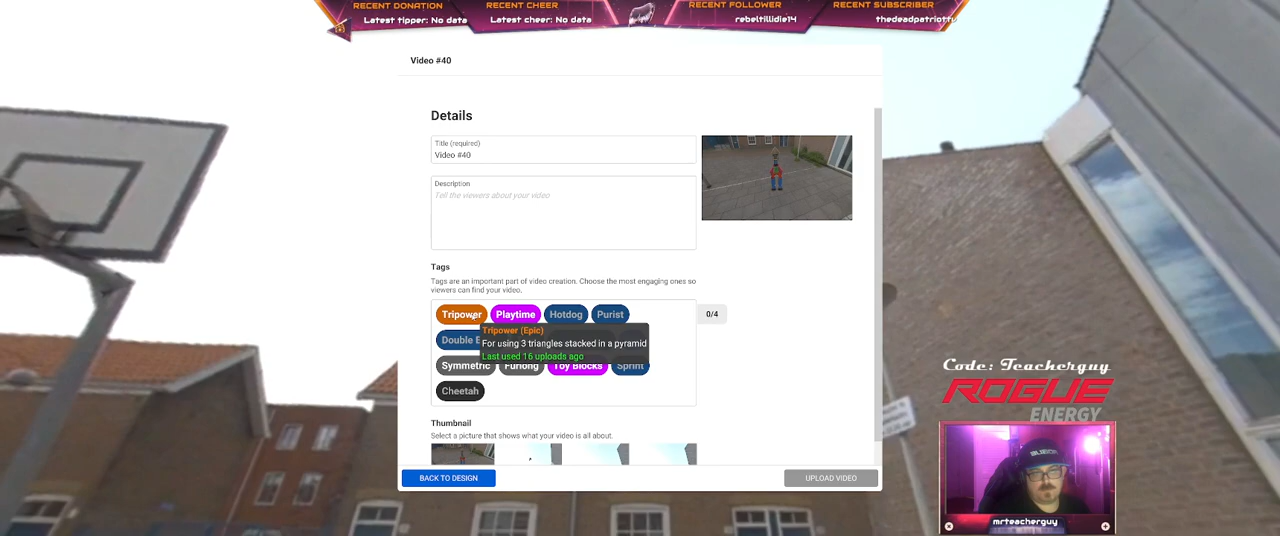 RECENT DONATION
Latest tipper: No data
RECENT CHEER
Latest cheer: No data
RECENT FOLLOWER
rebeltillidie14
RECENT SUBSCRIBER
thedeadpatriottv
Video #40
Details
Title (required)
Video #40
Description
Tell the viewers about your video
Tags
Tags are an important part of video creation. Choose the most engaging ones so
viewers can find your video.
Tripower Playtime Hotdog Purist
0/4
Double
Tripower (Epic)
For using 3 triangles stacked in a pyramid
Last used 16 uploads ago
Symmetric Furlong Toy Blocks Sprint
Cheetah
Thumbnail
Select a picture that shows what your video is all about.
BACK TO DESIGN
UPLOAD VIDEO
Code: Teacherguy
ROGUE
ENERGY
mrteacherguy